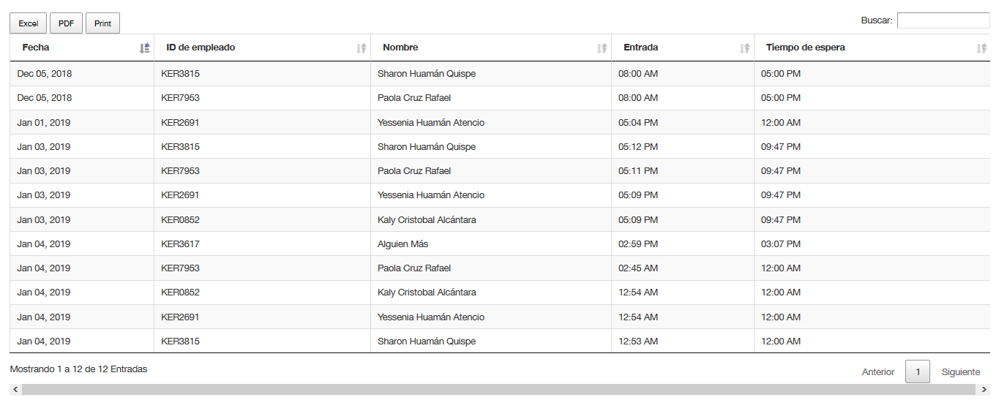 Excel PDF Print Buscar:
Fecha ID de empleado Nombre Entrada Tiempo de espera
Dec 05, 2018 KER3815 Sharon Huamán Quispe 08:00 AM 05:00 PM
Dec 05, 2018 KER7953 Paola Cruz Rafael 08:00 AM 05:00 PM
Jan 01, 2019 KER2691 Yessenia Huamán Atencio 05:04 PM 12:00 AM
Jan 03, 2019 KER3815 Sharon Huamán Quispe 05:12 PM 09:47 PM
Jan 03, 2019 KER7953 Paola Cruz Rafael 05:11 PM 09:47 PM
Jan 03, 2019 KER2691 Yessenia Huamán Atencio 05:09 PM 09:47 PM
Jan 03, 2019 KER0852 Kaly Cristobal Alcántara 05:09 PM 09:47 PM
Jan 04, 2019 KER3617 Alguien Más 02:59 PM 03:07 PM
Jan 04, 2019 KER7953 Paola Cruz Rafael 02:45 AM 12:00 AM
Jan 04, 2019 KER0852 Kaly Cristobal Alcántara 12:54 AM 12:00 AM
Jan 04, 2019 KER2691 Yessenia Huamán Atencio 12:54 AM 12:00 AM
Jan 04, 2019 KER3815 Sharon Huamán Quispe 12:53 AM 12:00 AM
Mostrando 1 a 12 de 12 Entradas Anterior 1 Siguiente